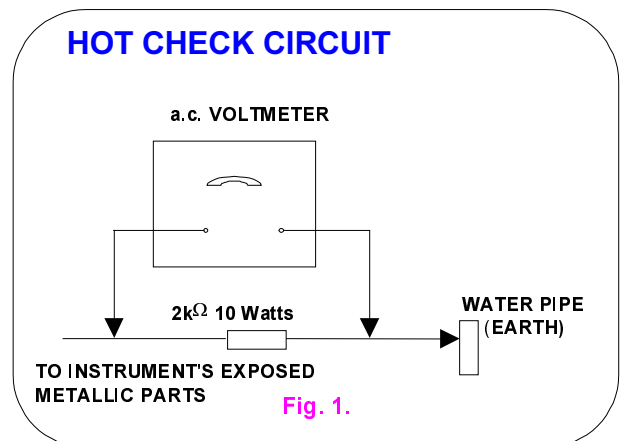 HOT CHECK CIRCUIT
a.c. VOLTMETER
2kΩ 10 Watts
WATER PIPE
(EARTH)
TO INSTRUMENT'S EXPOSED
METALLIC PARTS
Fig. 1.